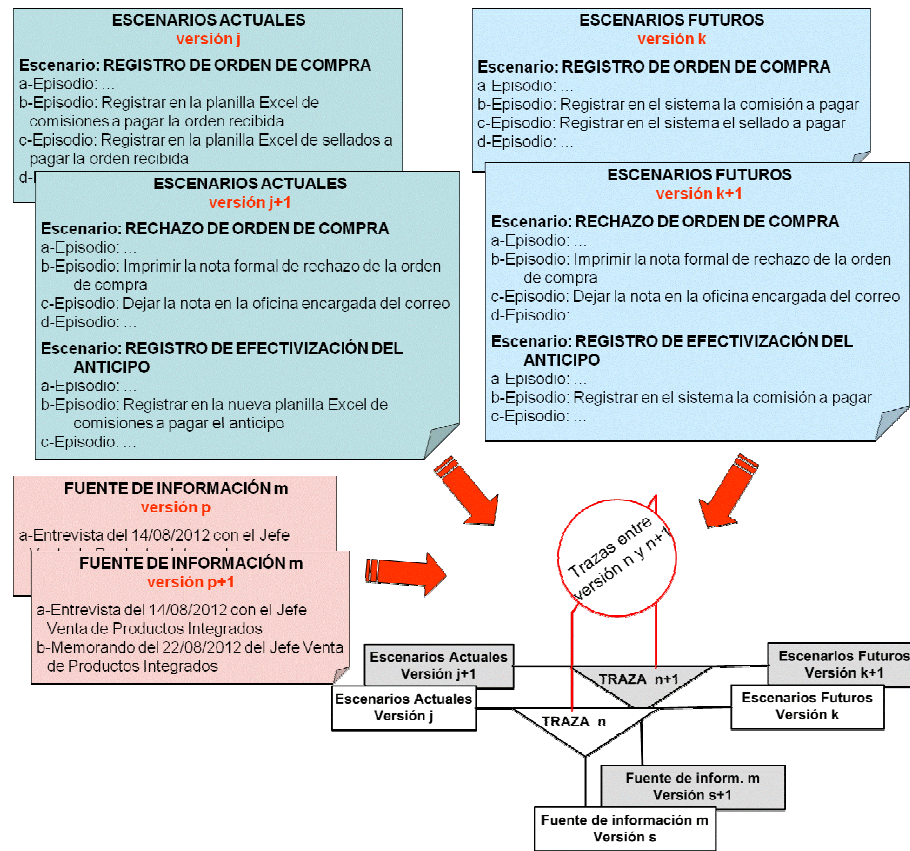 ESCENARIOS ACTUALES
versión j
Escenario: REGISTRO DE ORDEN DE COMPRA
a-Episodio: ...
b-Episodio: Registrar en la planilla Excel de
comisiones a pagar la orden recibida
c-Episodio: Registrar en la planilla Excel de sellados a
pagar la orden recibida
ESCENARIOS ACTUALES
versión j+1
Escenario: RECHAZO DE ORDEN DE COMPRA
a-Episodio: ...
b-Episodio: Imprimir la nota formal de rechazo de la orden
de compra
c-Episodio: Dejar la nota en la oficina encargada del correo
d-Episodio: ...
Escenario: REGISTRO DE EFECTIVIZACIÓN DEL
ANTICIPO
a-Episodio: ...
b-Episodio: Registrar en la nueva planilla Excel de
comisiones a pagar el anticipo
c-Episodio: ...
ESCENARIOS FUTUROS
versión k
Escenario: REGISTRO DE ORDEN DE COMPRA
a-Episodio: ...
b-Episodio: Registrar en el sistema la comisión a pagar
c-Episodio: Registrar en el sistema el sellado a pagar
d-Episodio: ...
ESCENARIOS FUTUROS
versión k+1
Escenario: RECHAZO DE ORDEN DE COMPRA
a-Episodio: ...
b-Episodio: Imprimir la nota formal de rechazo de la orden
de compra
c-Episodio: Dejar la nota en la oficina encargada del correo
d-Episodio:
Escenario: REGISTRO DE EFECTIVIZACIÓN DEL
ANTICIPO
a-Episodio: ...
b-Episodio: Registrar en el sistema la comisión a pagar
c-Episodio: ...
FUENTE DE INFORMACIÓN m
versión p
a-Entrevista del 14/08/2012 con el Jefe
FUENTE DE INFORMACIÓN m
versión p+1
a-Entrevista del 14/08/2012 con el Jefe
Venta de Productos Integrados
b-Memorando del 22/08/2012 del Jefe Venta
de Productos Integrados
Trazas entre
versión n y n+1
Escenarios Actuales
Versión j+1
TRAZA n+1
Escenarios Futuros
Versión k+1
Escenarios Actuales
Versión j
TRAZA n
Escenarios Futuros
Versión k
Fuente de inform. m
Versión s+1
Fuente de información m
Versión s